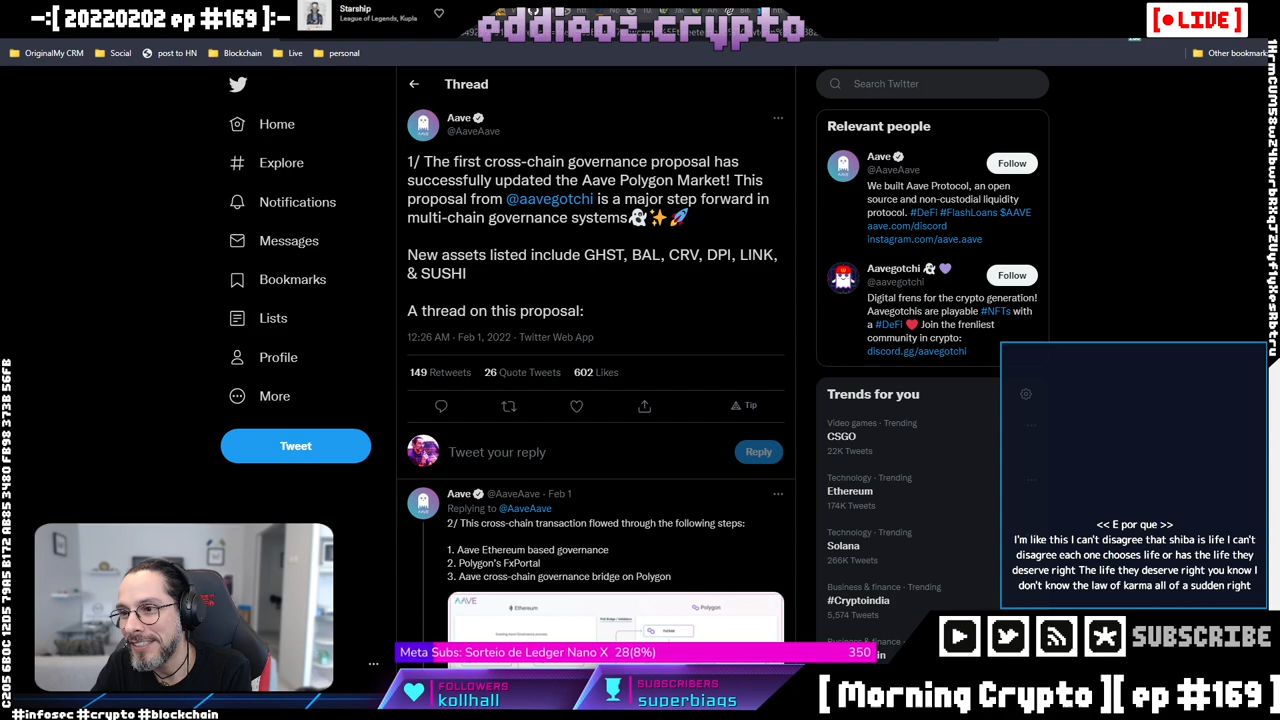 -:[ 20220202 ep #169 ]:-
Starship
League of Legends, Kupla
eddieoz.crypto
[ LIVE ]
OriginalMy CRM
Social
post to HN
Blockchain
Live
personal
Other bookmark
Thread
Search Twitter
Home
Explore
Notifications
Messages
Bookmarks
Lists
Profile
More
Tweet
Aave
@AaveAave
1/ The first cross-chain governance proposal has
successfully updated the Aave Polygon Market! This
proposal from @aavegotchi is a major step forward in
multi-chain governance systems👻✨🚀
New assets listed include GHST, BAL, CRV, DPI, LINK,
& SUSHI
A thread on this proposal:
12:26 AM · Feb 1, 2022 · Twitter Web App
149 Retweets 26 Quote Tweets 602 Likes
Tip
Tweet your reply
Reply
Aave @AaveAave · Feb 1
Replying to @AaveAave
2/ This cross-chain transaction flowed through the following steps:
1. Aave Ethereum based governance
2. Polygon's FxPortal
3. Aave cross-chain governance bridge on Polygon
AAVE
Ethereum
Polygon
Relevant people
Aave
@AaveAave
Follow
We built Aave Protocol, an open
source and non-custodial liquidity
protocol. #DeFi #FlashLoans $AAVE
aave.com/discord
instagram.com/aave.aave
Aavegotchi 👻 💜
@aavegotchi
Follow
Digital frens for the crypto generation!
Aavegotchis are playable #NFTs with
a #DeFi ❤️ Join the frenliest
community in crypto:
discord.gg/aavegotchi
Trends for you
Video games · Trending
CSGO
22K Tweets
Technology · Trending
Ethereum
174K Tweets
Technology · Trending
Solana
266K Tweets
Business & finance · Trending
#Cryptoindia
5,574 Tweets
<< E por que >>
I'm like this I can't disagree that shiba is life I can't
disagree each one chooses life or has the life they
deserve right The life they deserve right you know I
don't know the law of karma all of a sudden right
SUBSCRIBE
Meta Subs: Sorteio de Ledger Nano X 28(8%) 350
FOLLOWERS
kollhall
SUBSCRIBERS
superbiaqs
[ Morning Crypto ][ ep #169 ]
#infosec #crypto #blockchain